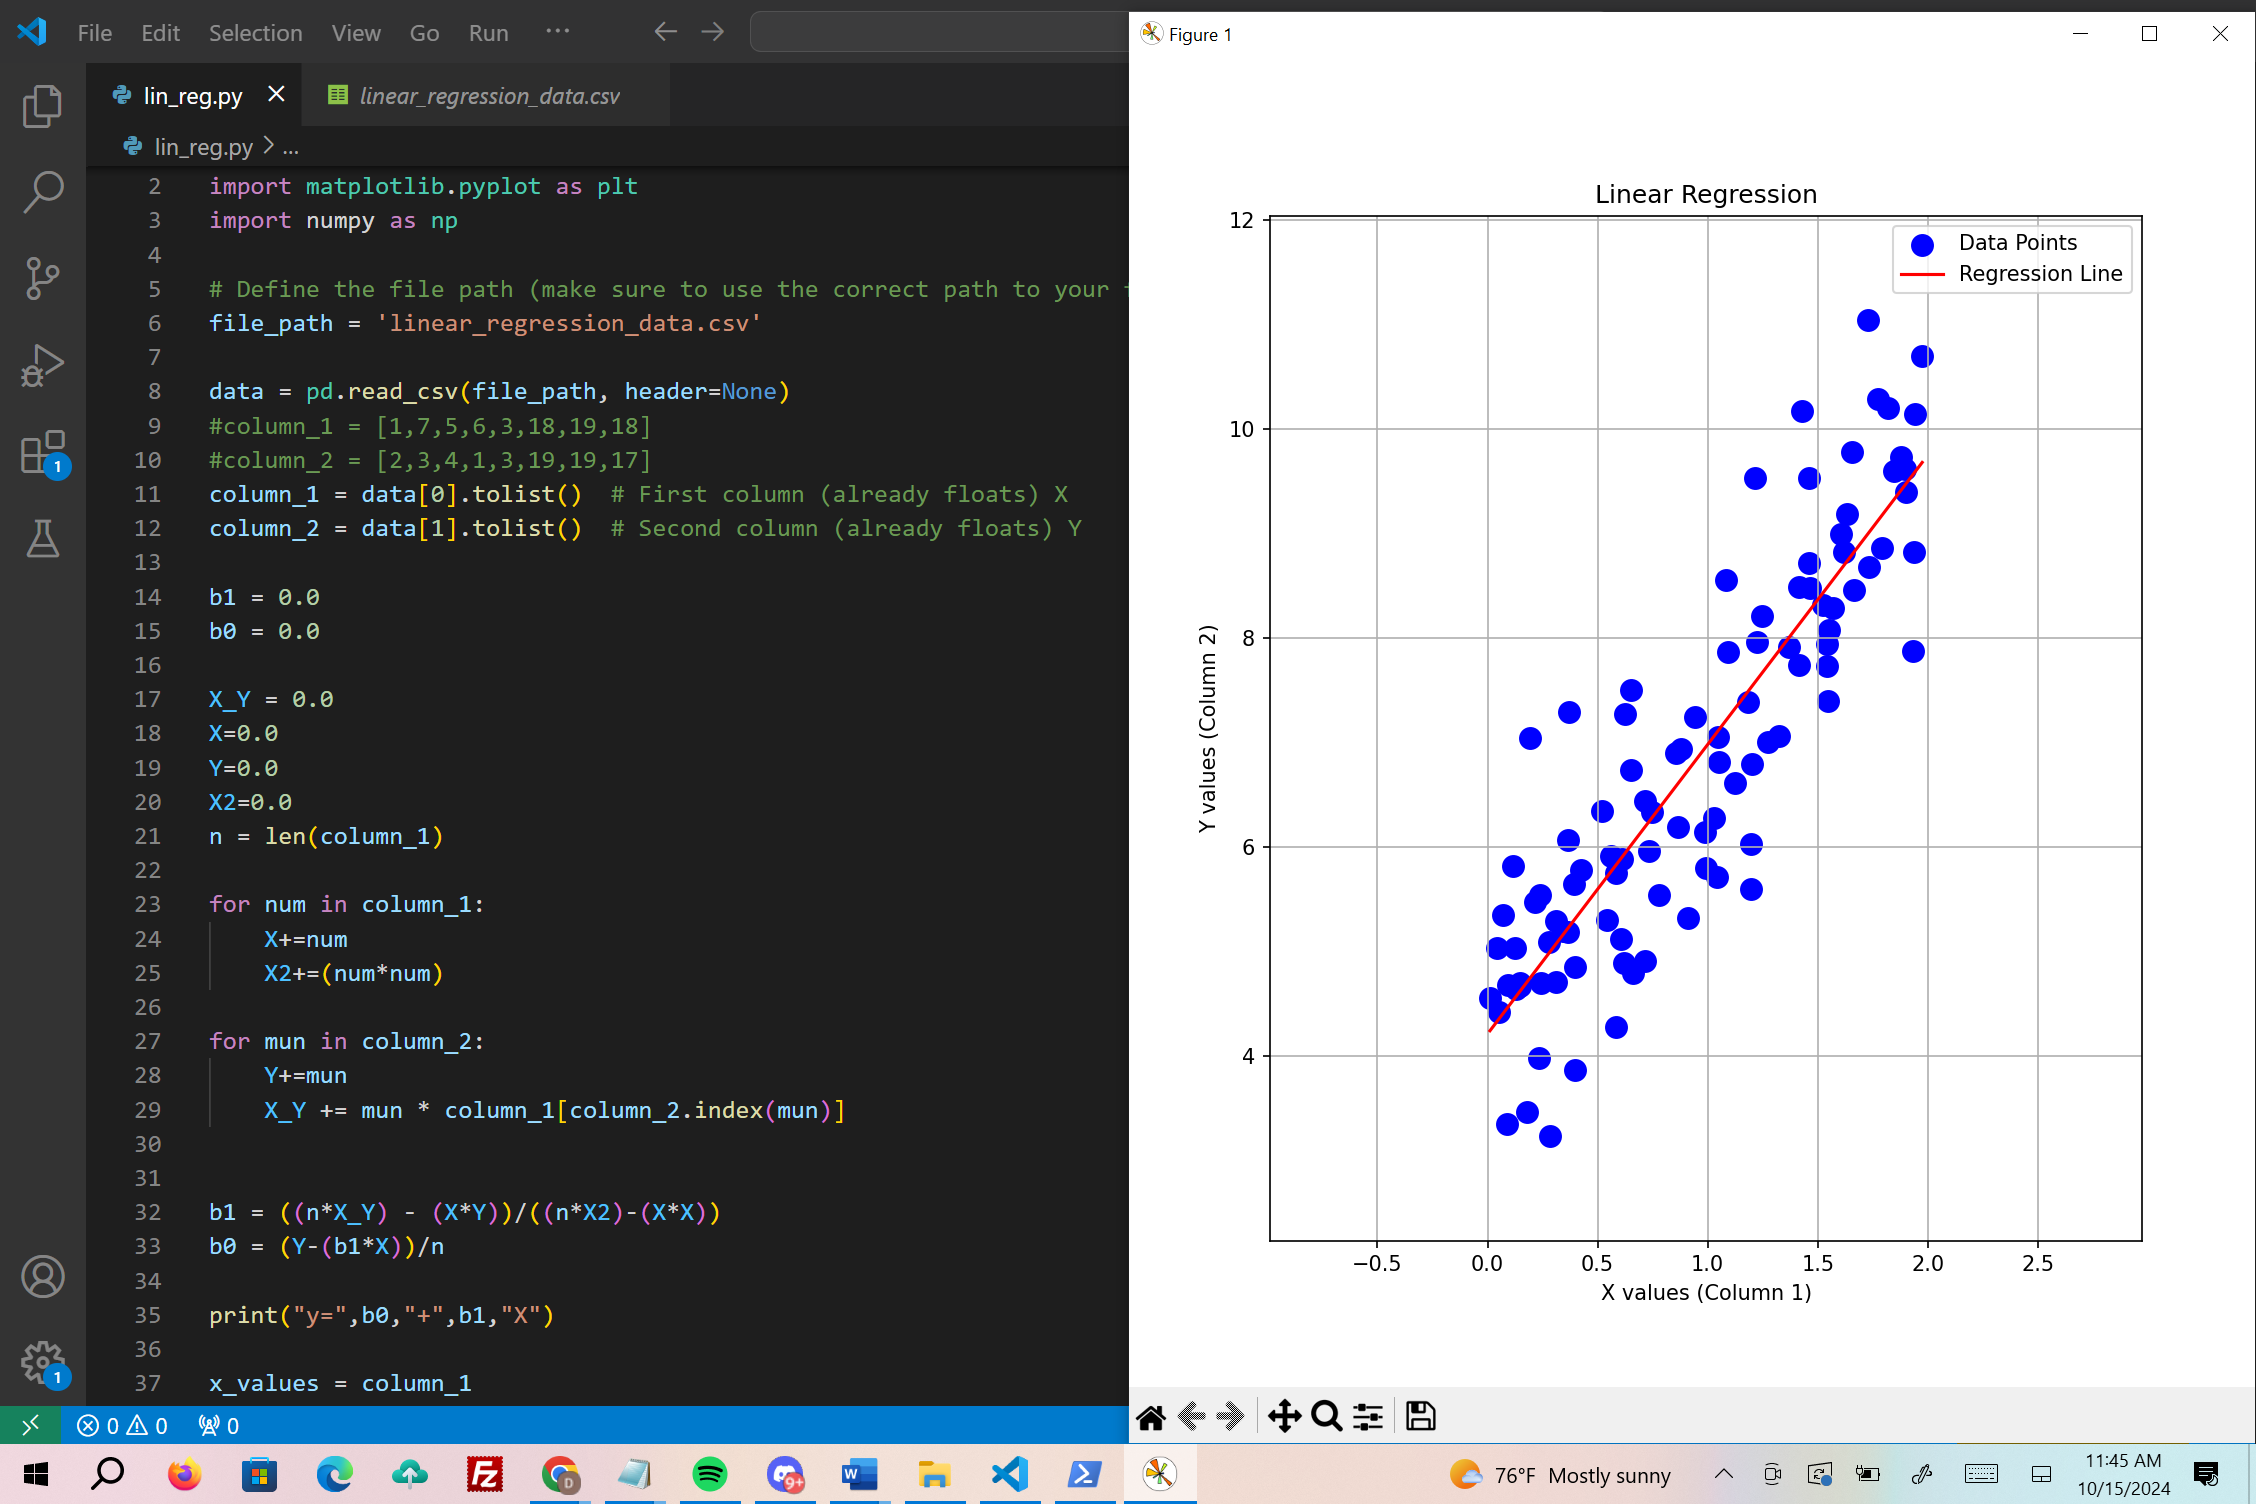 File Edit Selection View Go Run ...
lin_reg.py linear_regression_data.csv
lin_reg.py > ...
2 import matplotlib.pyplot as plt
3 import numpy as np
4
5 # Define the file path (make sure to use the correct path to your
6 file_path = 'linear_regression_data.csv'
7
8 data = pd.read_csv(file_path, header=None)
9 #column_1 = [1,7,5,6,3,18,19,18]
10 #column_2 = [2,3,4,1,3,19,19,17]
11 column_1 = data[0].tolist()  # First column (already floats) X
12 column_2 = data[1].tolist()  # Second column (already floats) Y
13
14 b1 = 0.0
15 b0 = 0.0
16
17 X_Y = 0.0
18 X=0.0
19 Y=0.0
20 X2=0.0
21 n = len(column_1)
22
23 for num in column_1:
24     X+=num
25     X2+=(num*num)
26
27 for mun in column_2:
28     Y+=mun
29     X_Y += mun * column_1[column_2.index(mun)]
30
31
32 b1 = ((n*X_Y) - (X*Y))/((n*X2)-(X*X))
33 b0 = (Y-(b1*X))/n
34
35 print("y=",b0,"+",b1,"X")
36
37 x_values = column_1
1
1
0 0 0
Figure 1
Linear Regression
Data Points
Regression Line
12
10
8
6
4
Y values (Column 2)
−0.5 0.0 0.5 1.0 1.5 2.0 2.5
X values (Column 1)
FZ
D
9+
W
76°F Mostly sunny
11:45 AM
10/15/2024